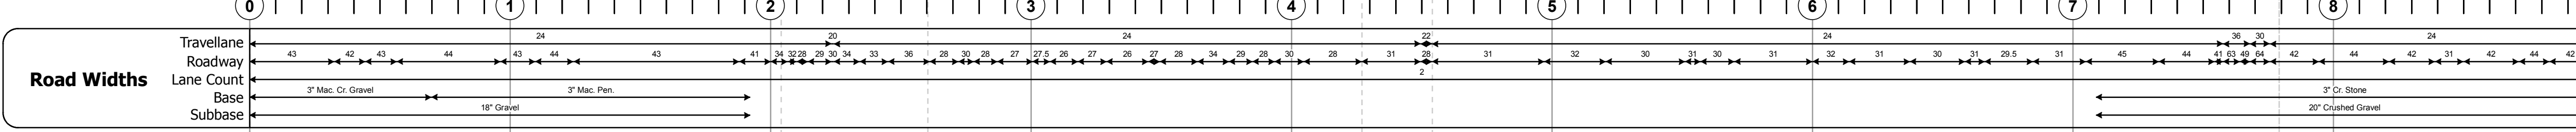 0 1 2 3 4 5 6 7 8
Travellane 24 20 24 22 24 36 30 24
Roadway 43 42 43 44 43 44 43 41 34 32 28 29 30 34 33 36 28 30 28 27 27.5 26 27 26 27 28 34 29 28 30 28 31 28 31 32 30 31 30 31 32 31 30 31 29.5 31 45 44 41 63 49 64 42 44 42 31 42 44 42
Road Widths
Lane Count 2
Base 3" Mac. Cr. Gravel 3" Mac. Pen. 3" Cr. Stone
Subbase 18" Gravel 20" Crushed Gravel